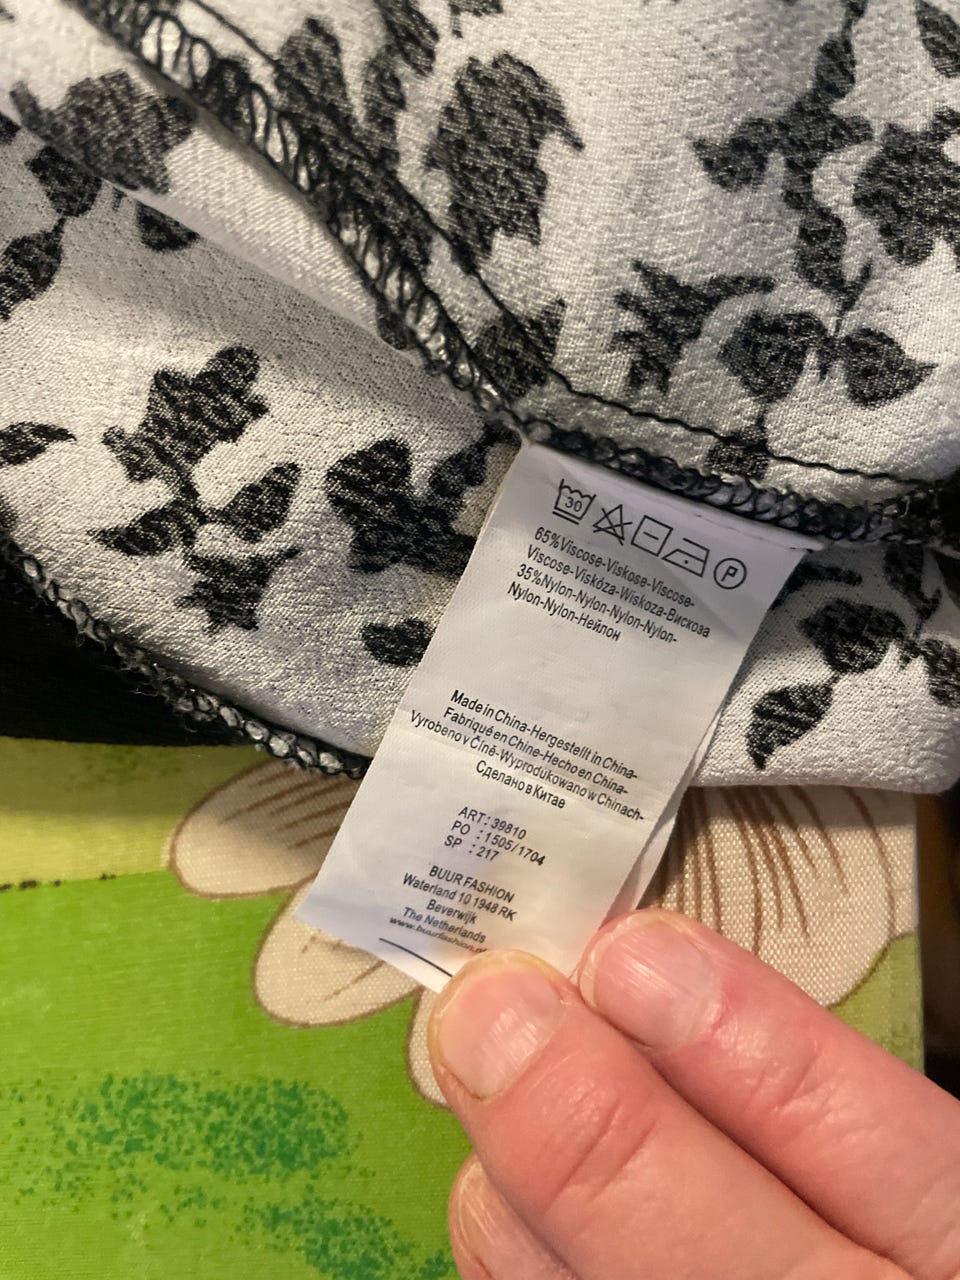 30 P
65%Viscose-Viskose-Viscose-
Viscose-Viskóza-Wiskoza-Вискоза
35%Nylon-Nylon-Nylon-Nylon-
Nylon-Nylon-Нейлон
Made in China-Hergestellt in China-
Fabriqué en Chine-Hecho en China-
Vyrobeno v Číně-Wyprodukowano w Chinach-
Сделано в Китае
ART : 39810
PO : 1505/1704
SP : 217
BUUR FASHION
Waterland 10 1948 RK
Beverwijk
The Netherlands